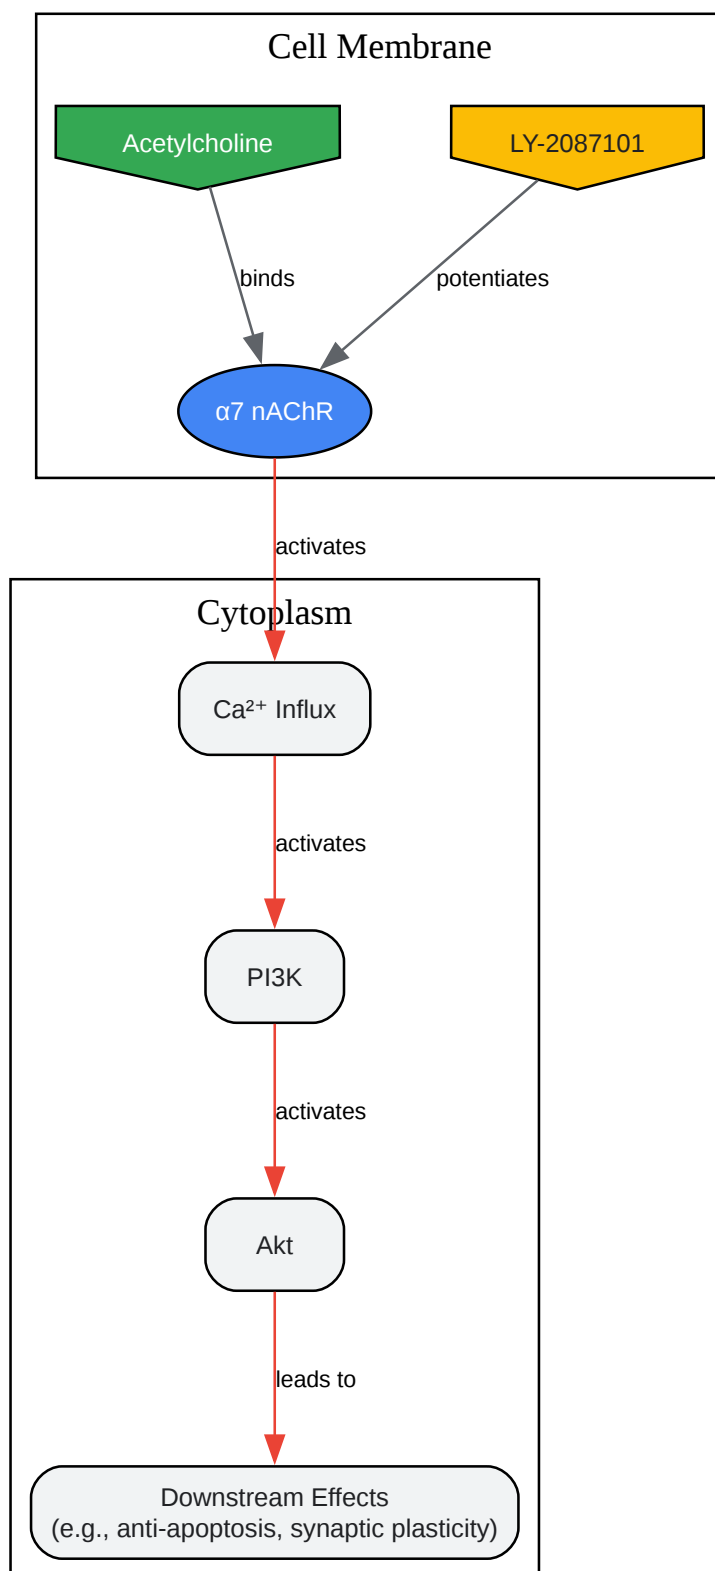 Cell Membrane
Acetylcholine
LY-2087101
binds
potentiates
α7 nAChR
activates
Cytoplasm
Ca²⁺ Influx
activates
PI3K
activates
Akt
leads to
Downstream Effects
(e.g., anti-apoptosis, synaptic plasticity)